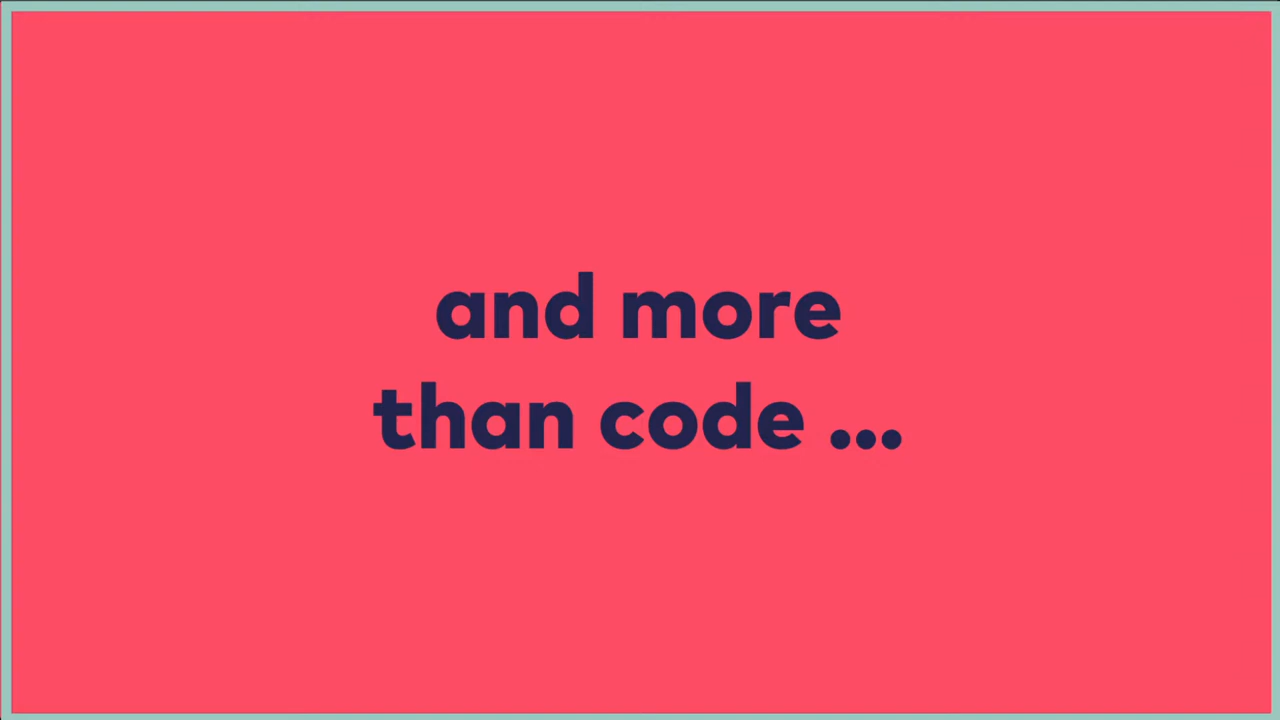 and more
than code ...